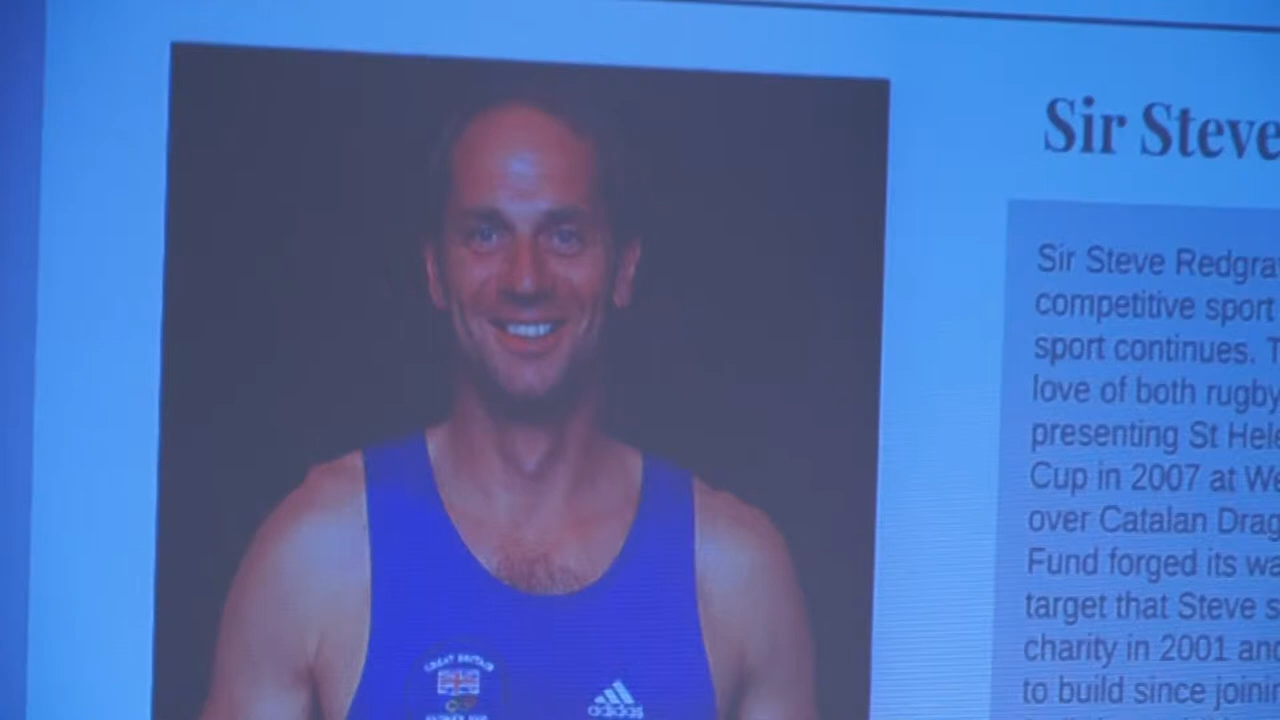 Sir Steve
Sir Steve Redgra
competitive sport
sport continues. T
love of both rugby
presenting St Hele
Cup in 2007 at We
over Catalan Drag
Fund forged its wa
target that Steve s
charity in 2001 and
to build since joinin
GREAT BRITAIN
adidas